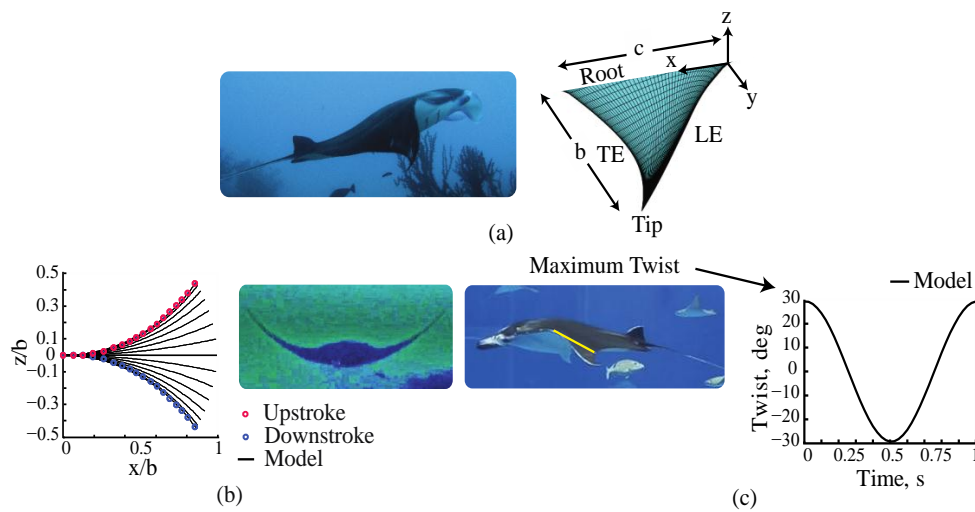 z
c
x
Root
y
LE
b
TE
Tip
(a)
0.5
0.3
0.1
−0.1
−0.3
−0.5
z/b
0
0.5
1
x/b
Upstroke
Downstroke
Model
(b)
Maximum Twist
Model
30
20
10
0
−10
−20
−30
Twist, deg
0
0.25
0.5
0.75
1
Time, s
(c)